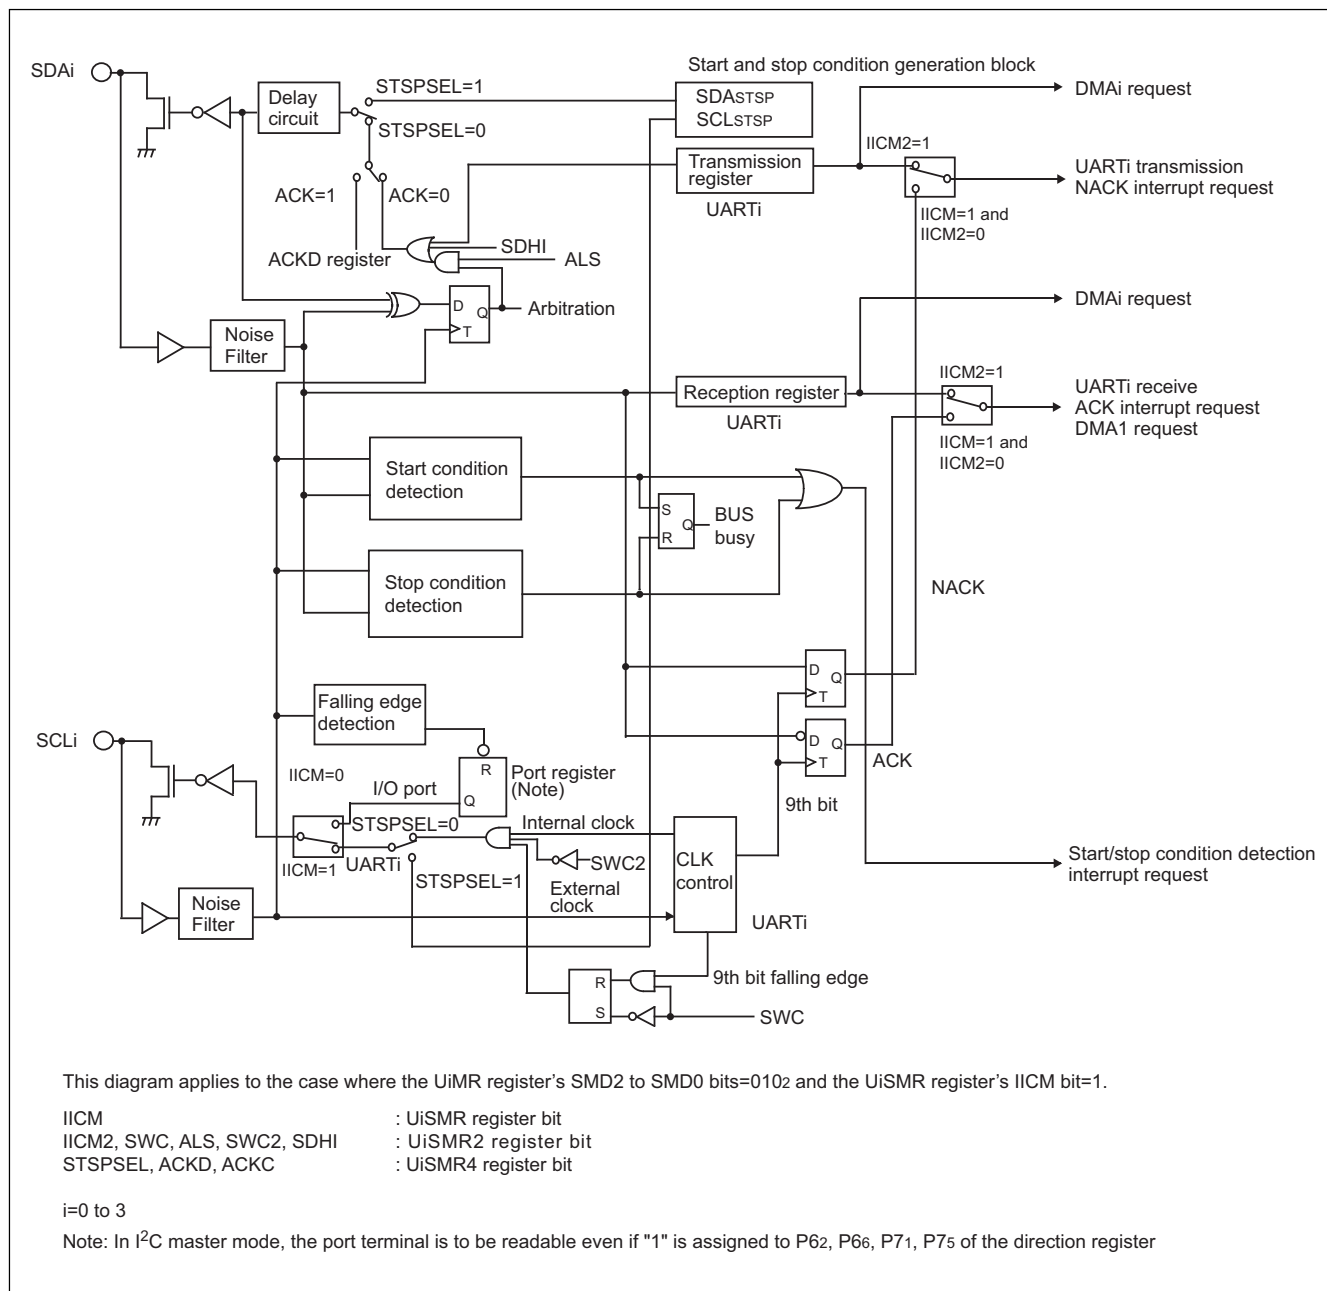 Start and stop condition generation block
SDAi
STSPSEL=1
Delay
circuit
SDASTSP
SCLSTSP
DMAi request
STSPSEL=0
IICM2=1
Transmission
register
UARTi transmission
NACK interrupt request
ACK=1
ACK=0
UARTi
IICM=1 and
IICM2=0
SDHI
ACKD register
ALS
D
Q
T
Arbitration
DMAi request
Noise
Filter
IICM2=1
Reception register
UARTi receive
ACK interrupt request
DMA1 request
UARTi
IICM=1 and
IICM2=0
Start condition
detection
S
Q
R
BUS
busy
Stop condition
detection
NACK
D
Q
T
Falling edge
detection
SCLi
D
Q
T
ACK
R
Q
Port register
(Note)
IICM=0
I/O port
9th bit
STSPSEL=0
Internal clock
UARTi
IICM=1
SWC2
CLK
control
STSPSEL=1
External
clock
Start/stop condition detection
interrupt request
Noise
Filter
UARTi
R
S
9th bit falling edge
SWC
This diagram applies to the case where the UiMR register’s SMD2 to SMD0 bits=0102 and the UiSMR register’s IICM bit=1.
IICM : UiSMR register bit
IICM2, SWC, ALS, SWC2, SDHI : UiSMR2 register bit
STSPSEL, ACKD, ACKC : UiSMR4 register bit
i=0 to 3
Note: In I2C master mode, the port terminal is to be readable even if "1" is assigned to P62, P66, P71, P75 of the direction register